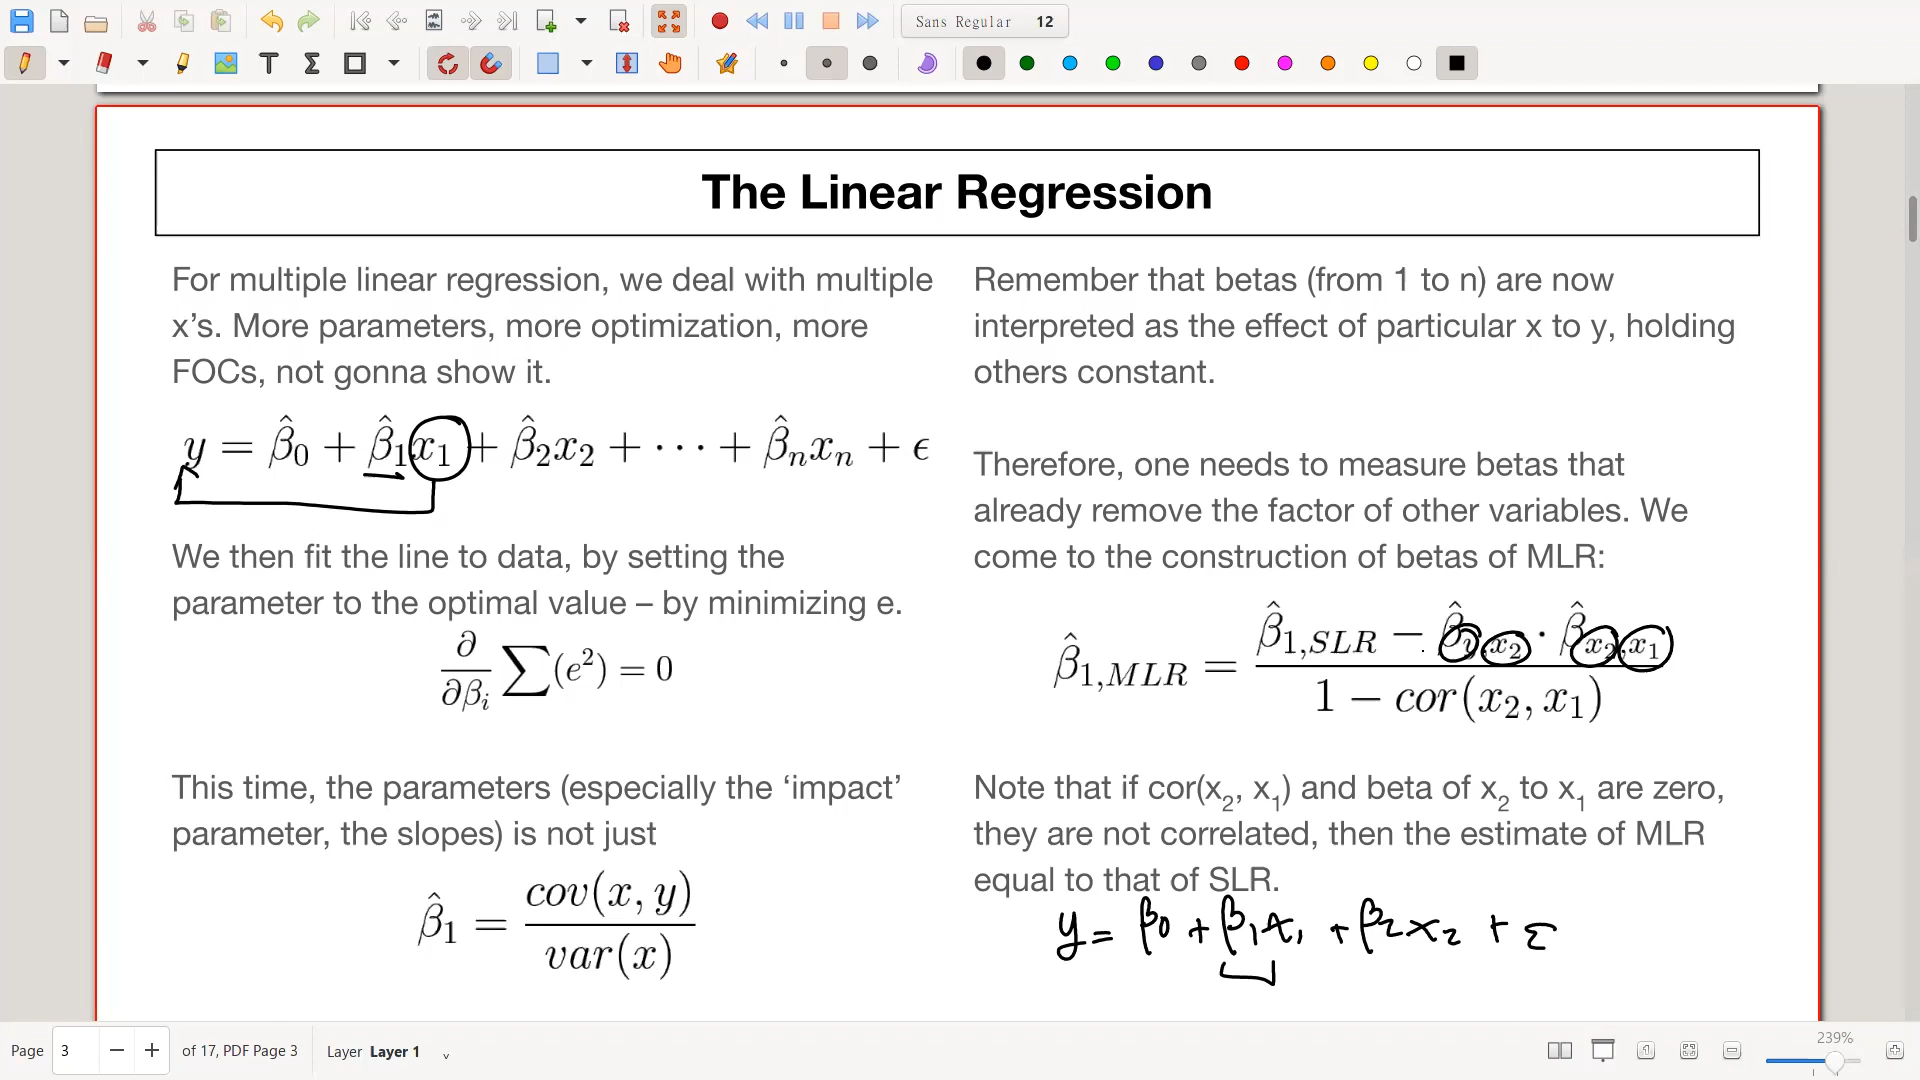 Sans Regular 12
The Linear Regression
For multiple linear regression, we deal with multiple
x's. More parameters, more optimization, more
FOCs, not gonna show it.
y = β̂₀ + β̂₁x₁ + β̂₂x₂ + ⋯ + β̂ₙxₙ + ϵ
We then fit the line to data, by setting the
parameter to the optimal value – by minimizing e.
∂/∂βᵢ ∑(e²) = 0
This time, the parameters (especially the ‘impact’
parameter, the slopes) is not just
β̂₁ = cov(x, y) / var(x)
Remember that betas (from 1 to n) are now
interpreted as the effect of particular x to y, holding
others constant.
Therefore, one needs to measure betas that
already remove the factor of other variables. We
come to the construction of betas of MLR:
β̂₁,MLR = (β̂₁,SLR − β̂y,x₂ · β̂x₂,x₁) / (1 − cor(x₂, x₁))
Note that if cor(x₂, x₁) and beta of x₂ to x₁ are zero,
they are not correlated, then the estimate of MLR
equal to that of SLR.
y = β0 + β1x1 + β2x2 + ε
Page 3 of 17, PDF Page 3 Layer Layer 1
239%